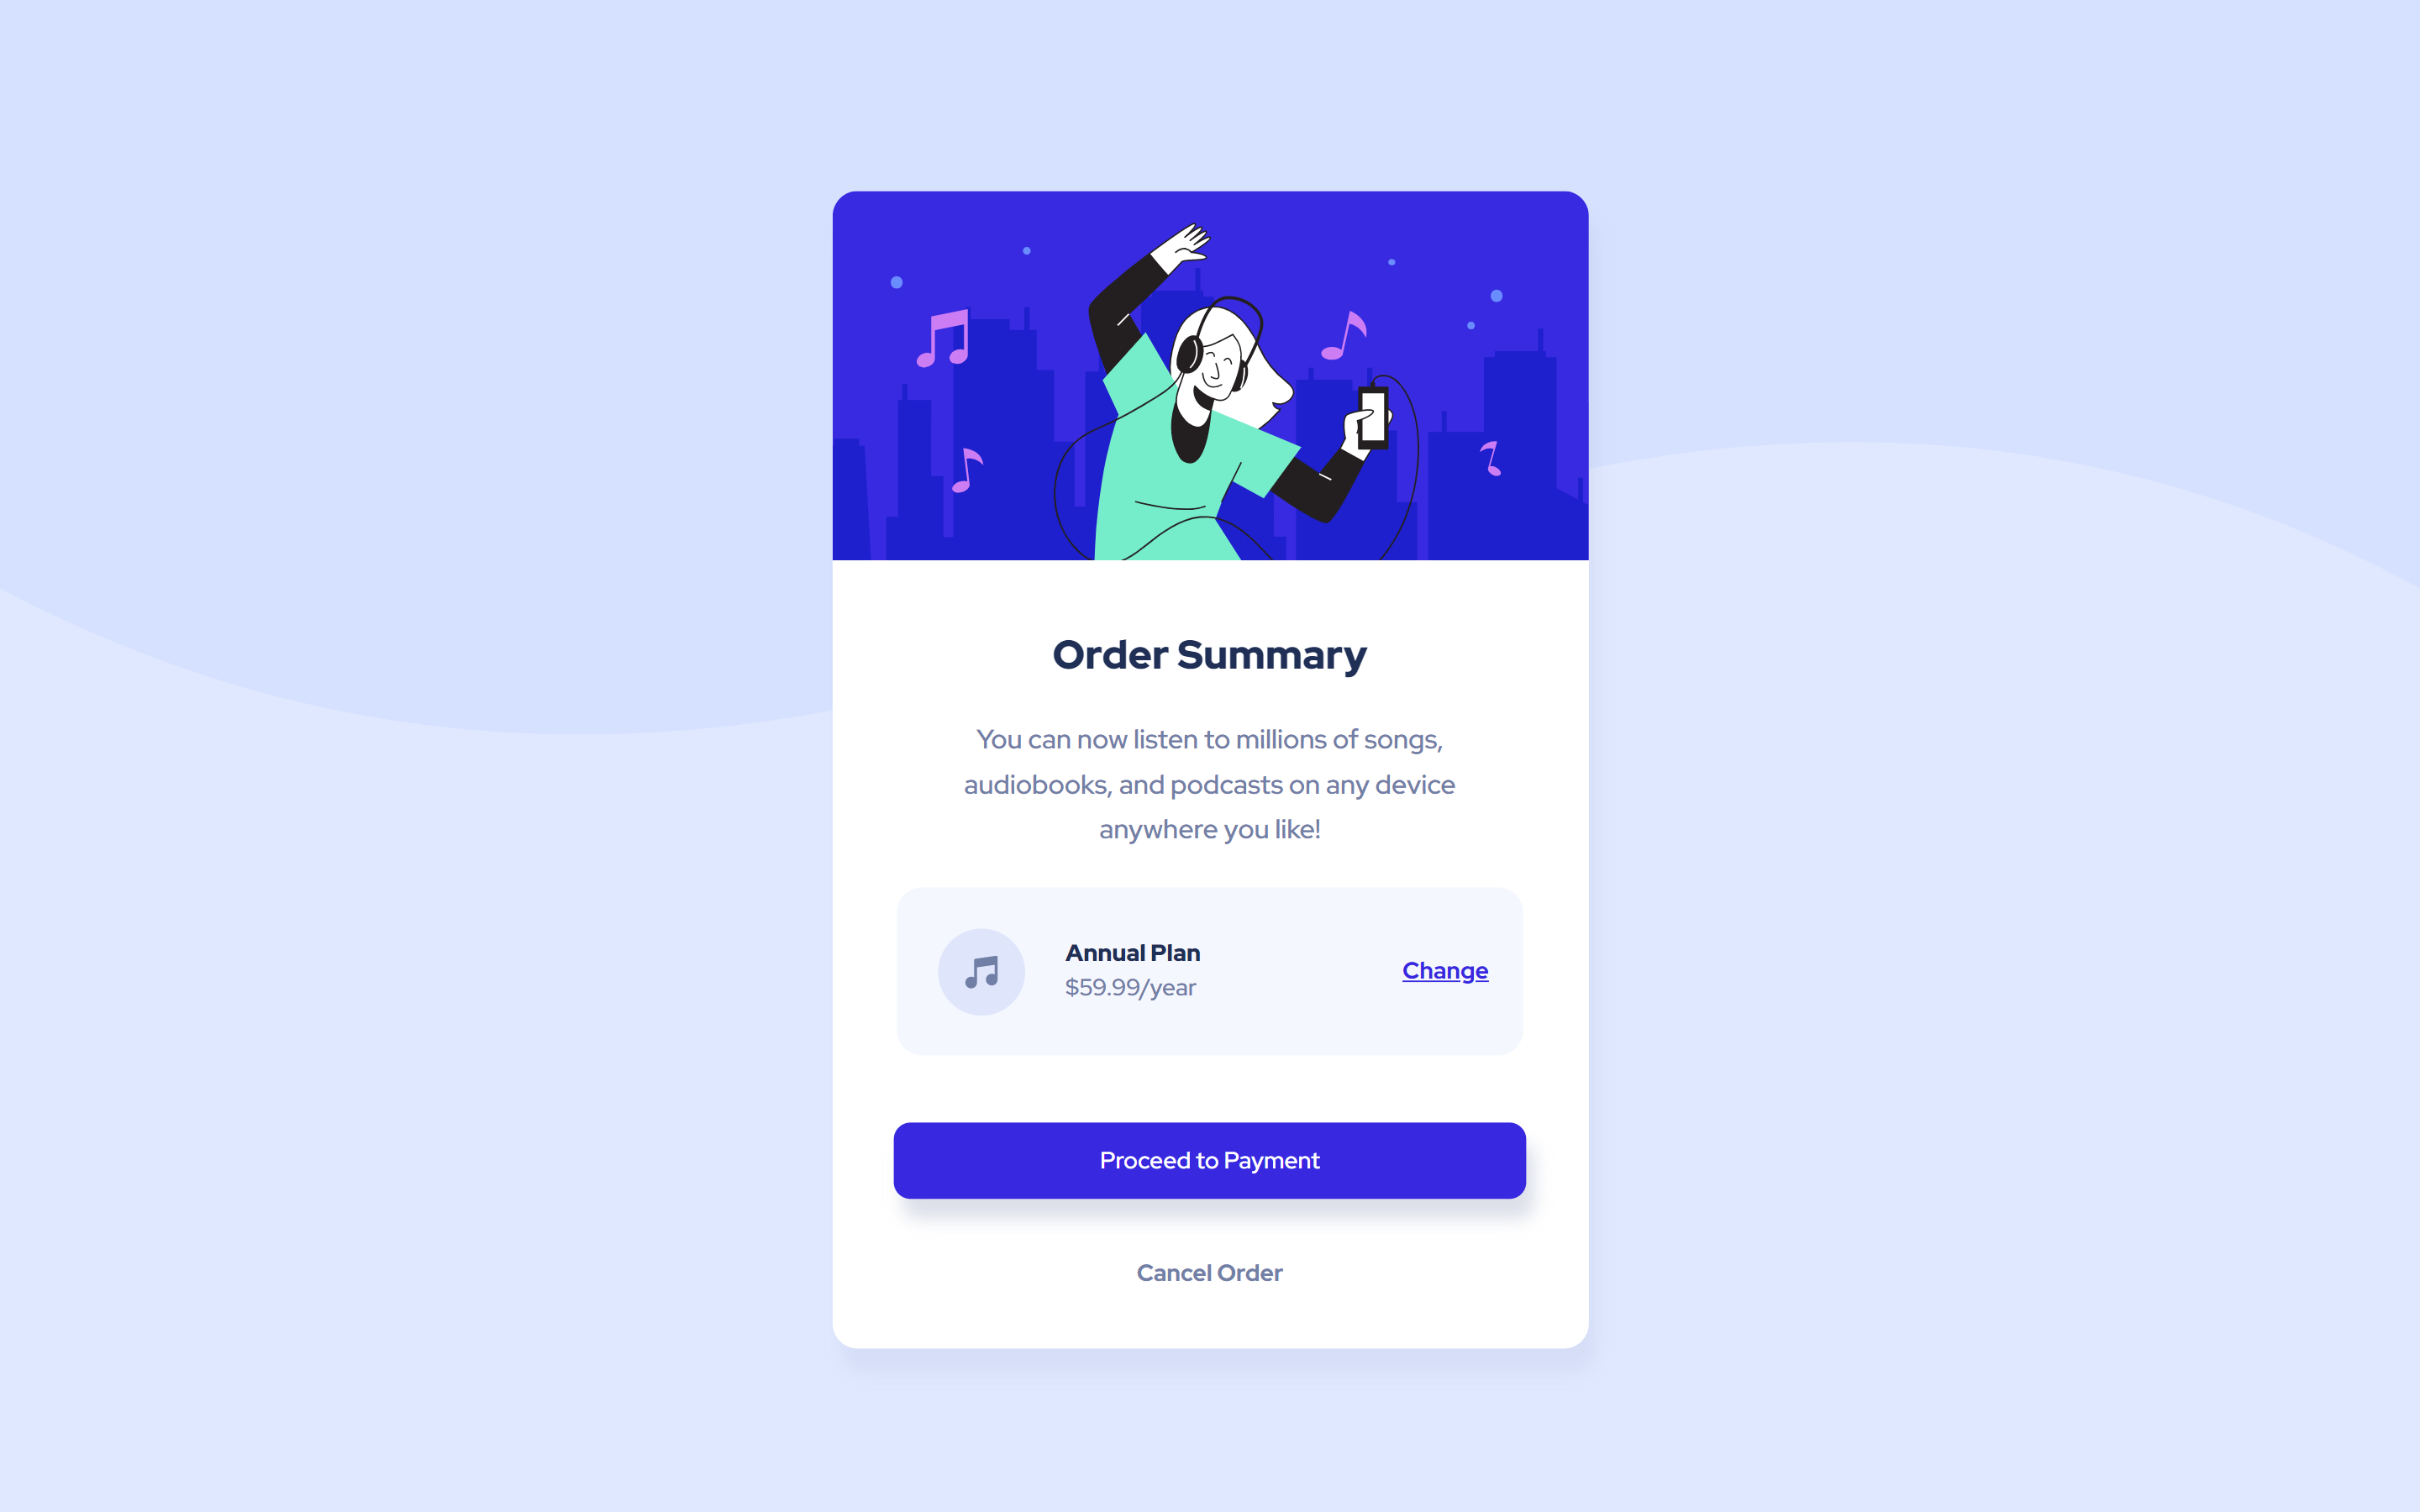 Order Summary
You can now listen to millions of songs,
audiobooks, and podcasts on any device
anywhere you like!
Annual Plan
$59.99/year
Change
Proceed to Payment
Cancel Order